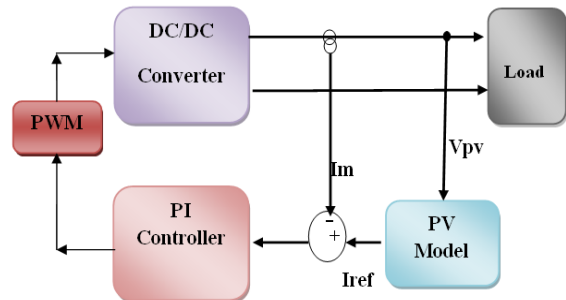 DC/DC
Converter
Load
PWM
Vpv
Im
PI
Controller
-
+
PV
Model
Iref